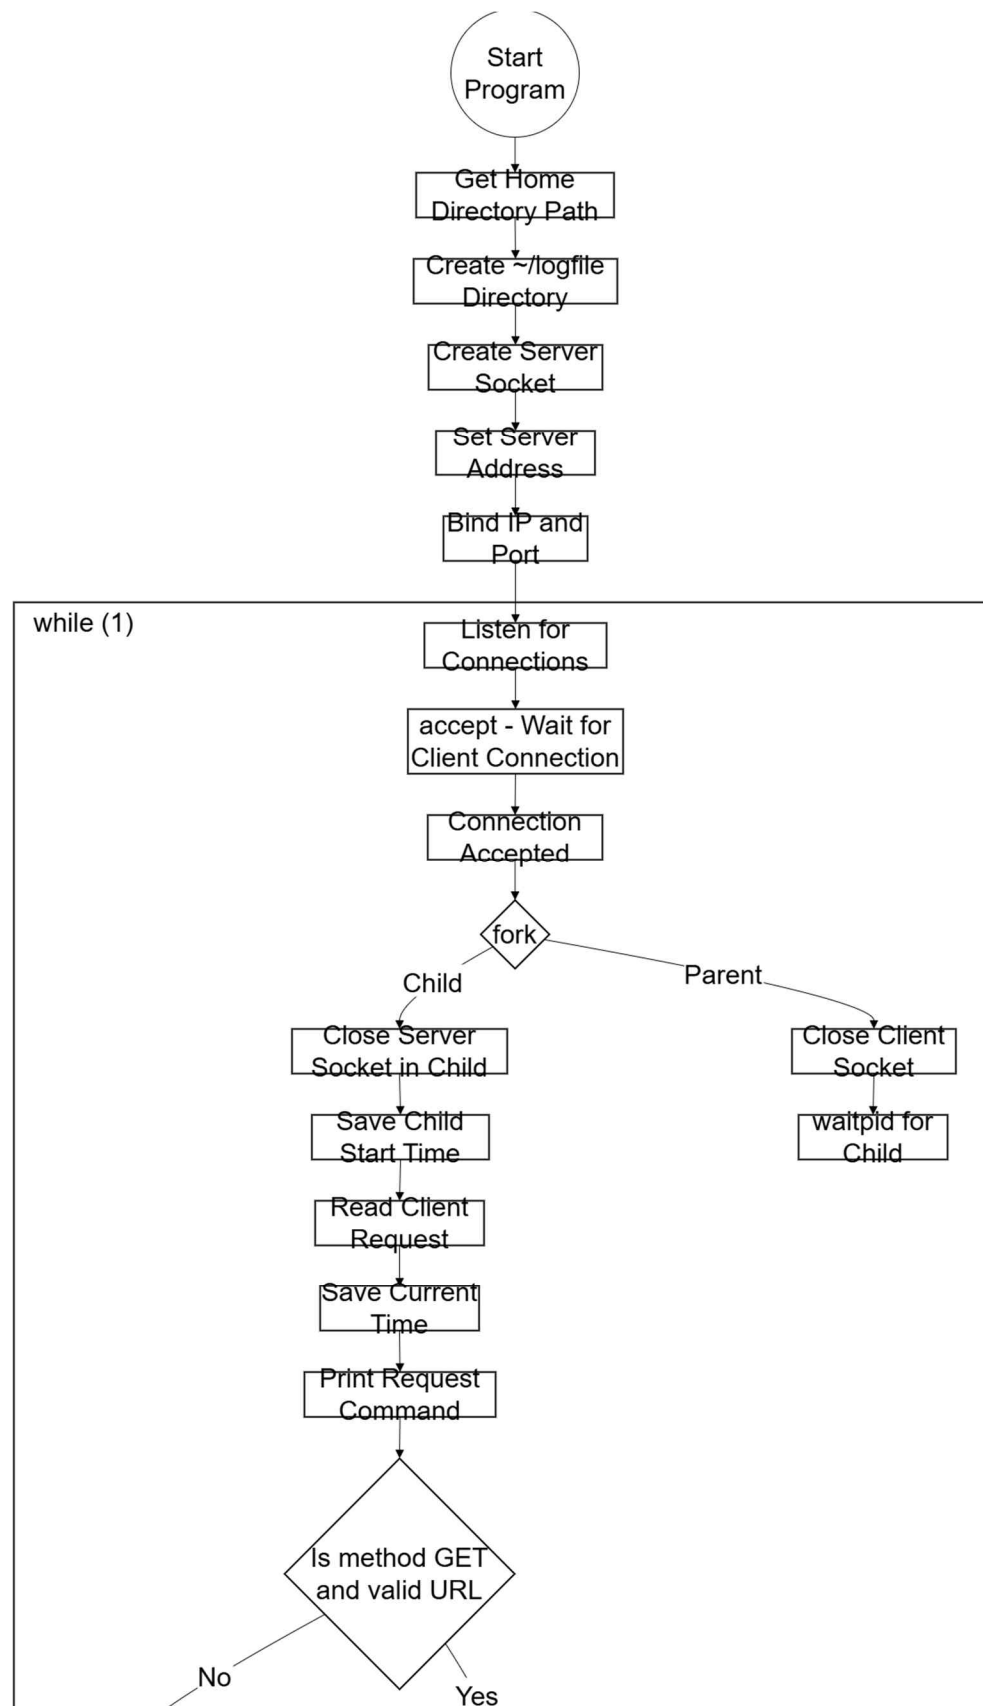 Start
Program
Get Home
Directory Path
Create ~/logfile
Directory
Create Server
Socket
Set Server
Address
Bind IP and
Port
while (1)
Listen for
Connections
accept - Wait for
Client Connection
Connection
Accepted
fork
Child
Parent
Close Server
Socket in Child
Close Client
Socket
Save Child
Start Time
waitpid for
Child
Read Client
Request
Save Current
Time
Print Request
Command
Is method GET
and valid URL
No
Yes